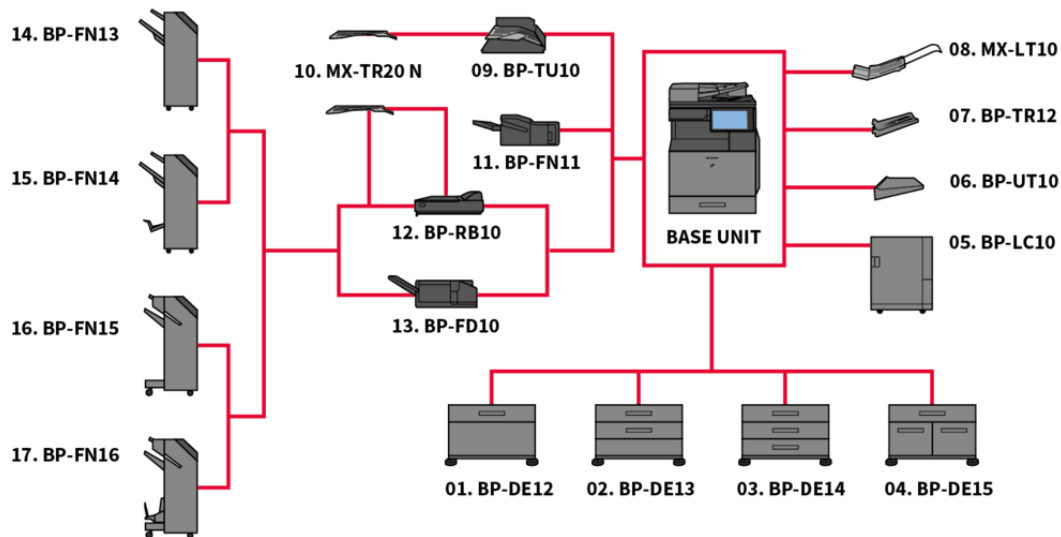 14. BP-FN13
10. MX-TR20 N
09. BP-TU10
08. MX-LT10
07. BP-TR12
11. BP-FN11
15. BP-FN14
06. BP-UT10
12. BP-RB10
BASE UNIT
05. BP-LC10
16. BP-FN15
13. BP-FD10
17. BP-FN16
01. BP-DE12
02. BP-DE13
03. BP-DE14
04. BP-DE15